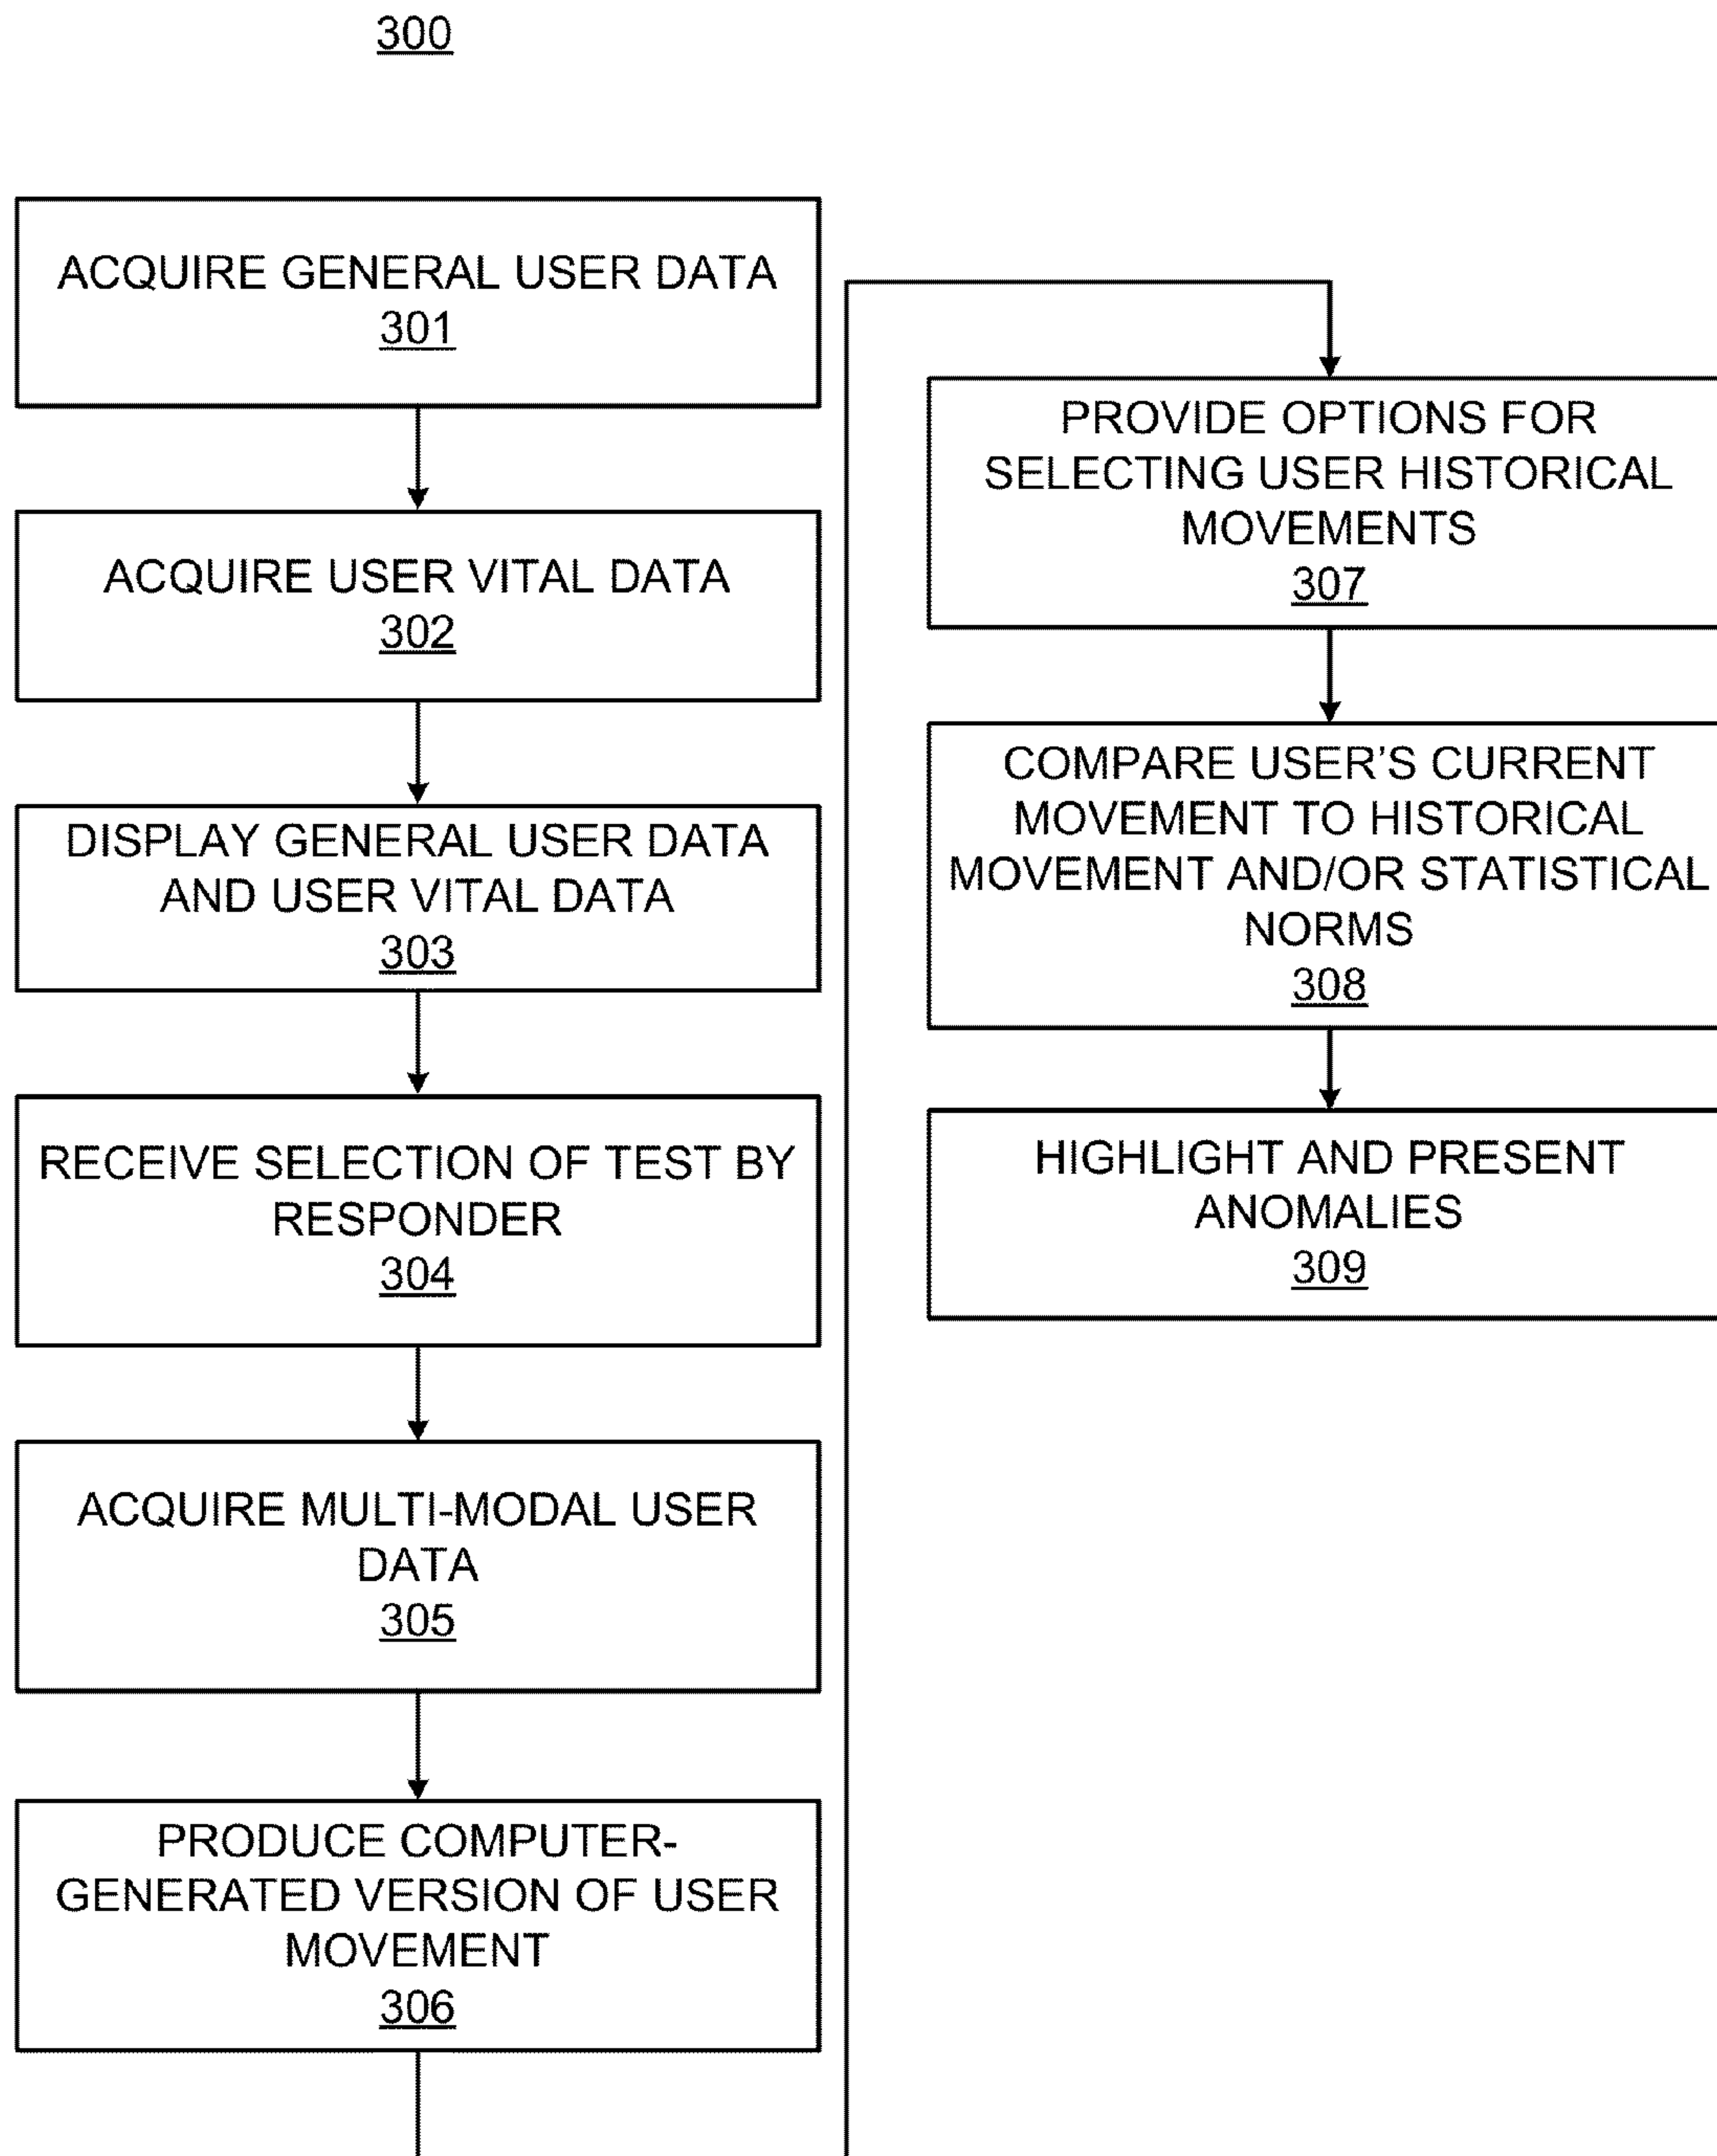 300
ACQUIRE GENERAL USER DATA
301
ACQUIRE USER VITAL DATA
302
DISPLAY GENERAL USER DATA
AND USER VITAL DATA
303
RECEIVE SELECTION OF TEST BY
RESPONDER
304
ACQUIRE MULTI-MODAL USER
DATA
305
PRODUCE COMPUTER-
GENERATED VERSION OF USER
MOVEMENT
306
PROVIDE OPTIONS FOR
SELECTING USER HISTORICAL
MOVEMENTS
307
COMPARE USER’S CURRENT
MOVEMENT TO HISTORICAL
MOVEMENT AND/OR STATISTICAL
NORMS
308
HIGHLIGHT AND PRESENT
ANOMALIES
309